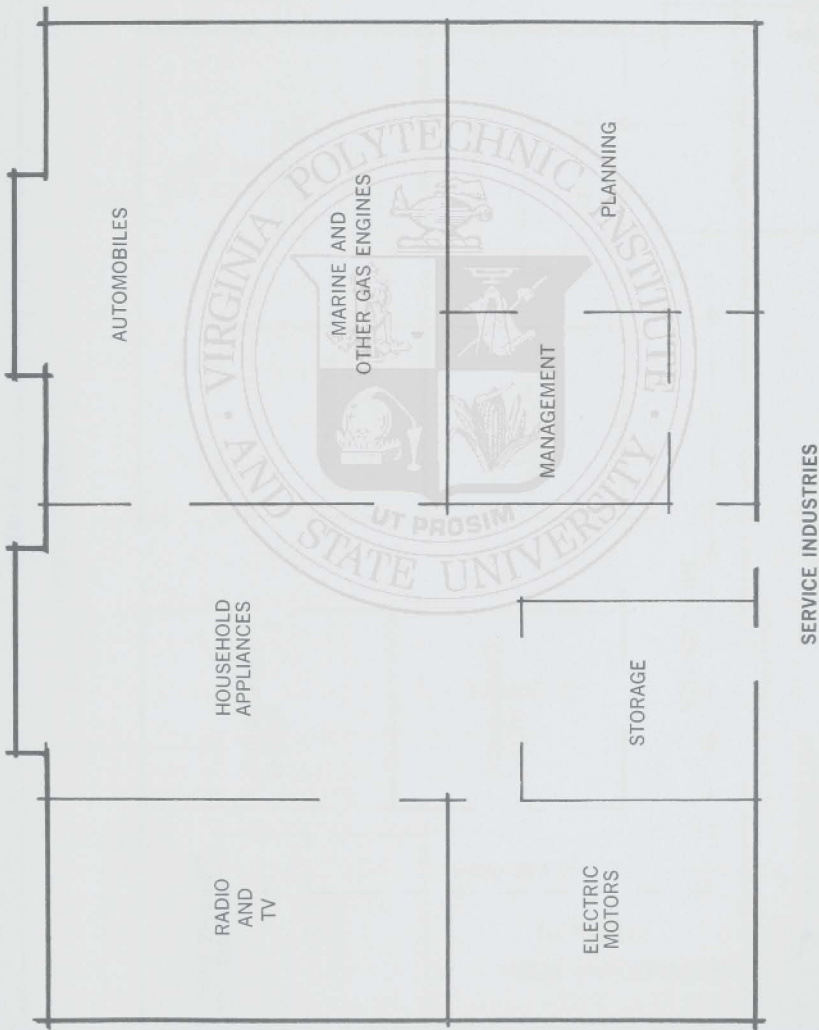 RADIO
AND
TV
HOUSEHOLD
APPLIANCES
AUTOMOBILES
MARINE AND
OTHER GAS ENGINES
ELECTRIC
MOTORS
STORAGE
MANAGEMENT
PLANNING
SERVICE INDUSTRIES
VIRGINIA POLYTECHNIC INSTITUTE
AND STATE UNIVERSITY
UT PROSIM